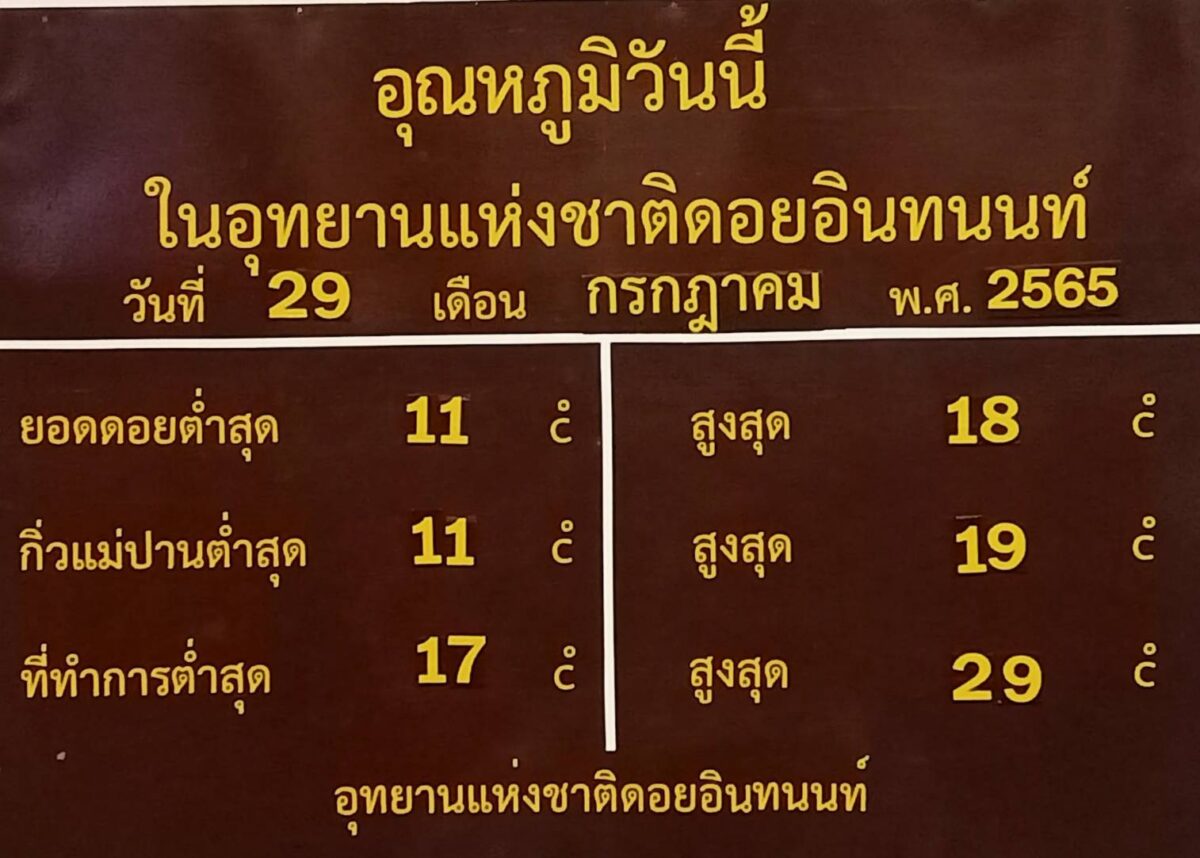 อุณหภูมิวันนี้
ในอุทยานแห่งชาติดอยอินทนนท์
วันที่ 29 เดือน กรกฎาคม พ.ศ. 2565
ยอดดอยต่ำสุด 11 C° สูงสุด 18 C°
กิ่วแม่ปานต่ำสุด 11 C° สูงสุด 19 C°
ที่ทำการต่ำสุด 17 C° สูงสุด 29 C°
อุทยานแห่งชาติดอยอินทนนท์